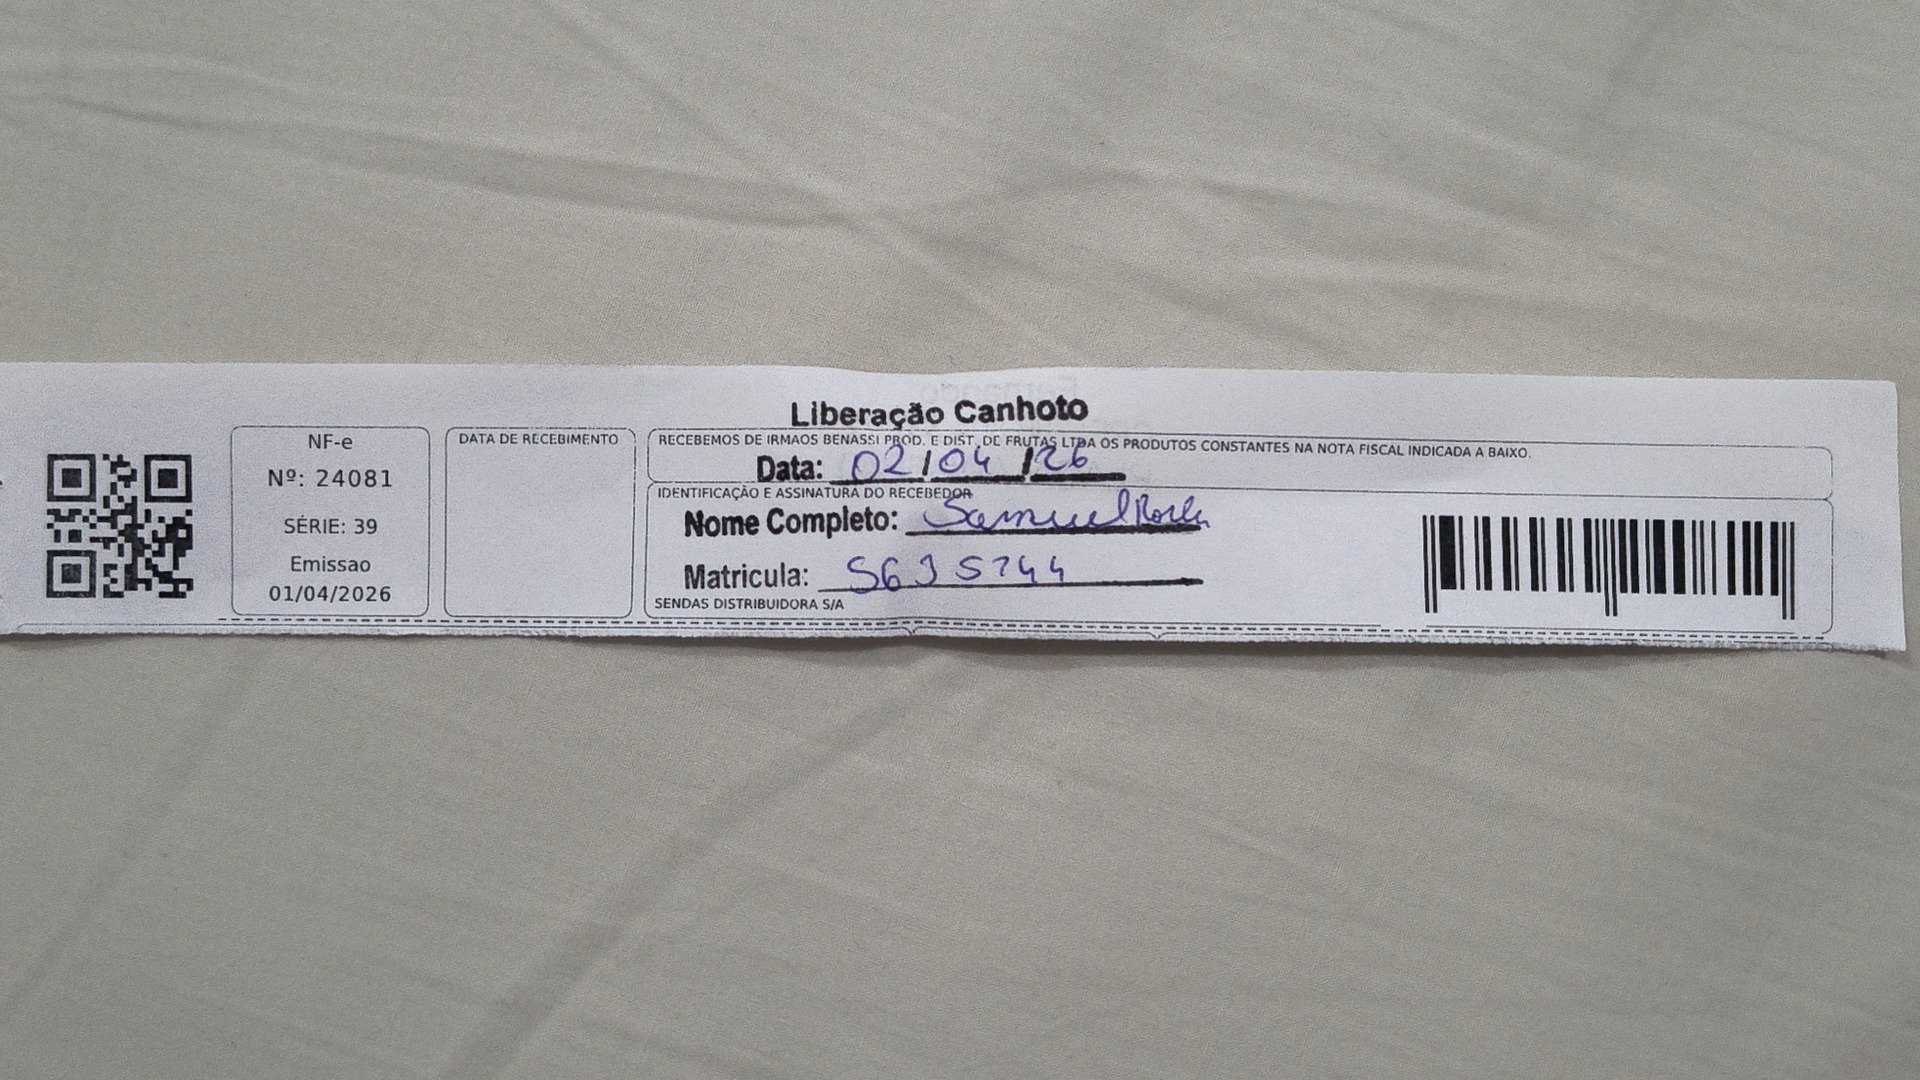 Liberação Canhoto
NF-e
Nº: 24081
SÉRIE: 39
Emissao
01/04/2026
DATA DE RECEBIMENTO
RECEBEMOS DE IRMAOS BENASSI PROD. E DIST. DE FRUTAS LTDA OS PRODUTOS CONSTANTES NA NOTA FISCAL INDICADA A BAIXO.
Data: 02/04/26
IDENTIFICAÇÃO E ASSINATURA DO RECEBEDOR
Nome Completo: Samuel
Matricula:
SENDAS DISTRIBUIDORA S/A